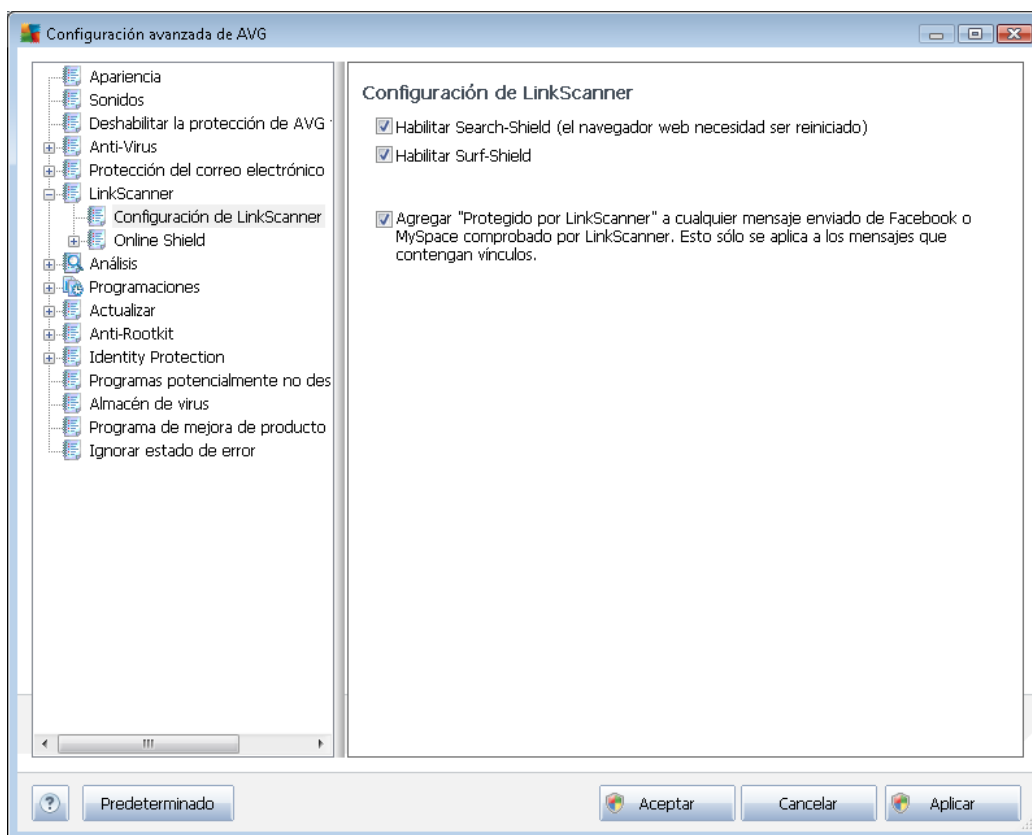 Configuración avanzada de AVG
Apariencia
Sonidos
Deshabilitar la protección de AVG
Anti-Virus
Protección del correo electrónico
LinkScanner
Configuración de LinkScanner
Online Shield
Análisis
Programaciones
Actualizar
Anti-Rootkit
Identity Protection
Programas potencialmente no des
Almacén de virus
Programa de mejora de producto
Ignorar estado de error
Configuración de LinkScanner
Habilitar Search-Shield (el navegador web necesidad ser reiniciado)
Habilitar Surf-Shield
Agregar "Protegido por LinkScanner" a cualquier mensaje enviado de Facebook o
MySpace comprobado por LinkScanner. Esto sólo se aplica a los mensajes que
contengan vínculos.
?
Predeterminado
Aceptar
Cancelar
Aplicar